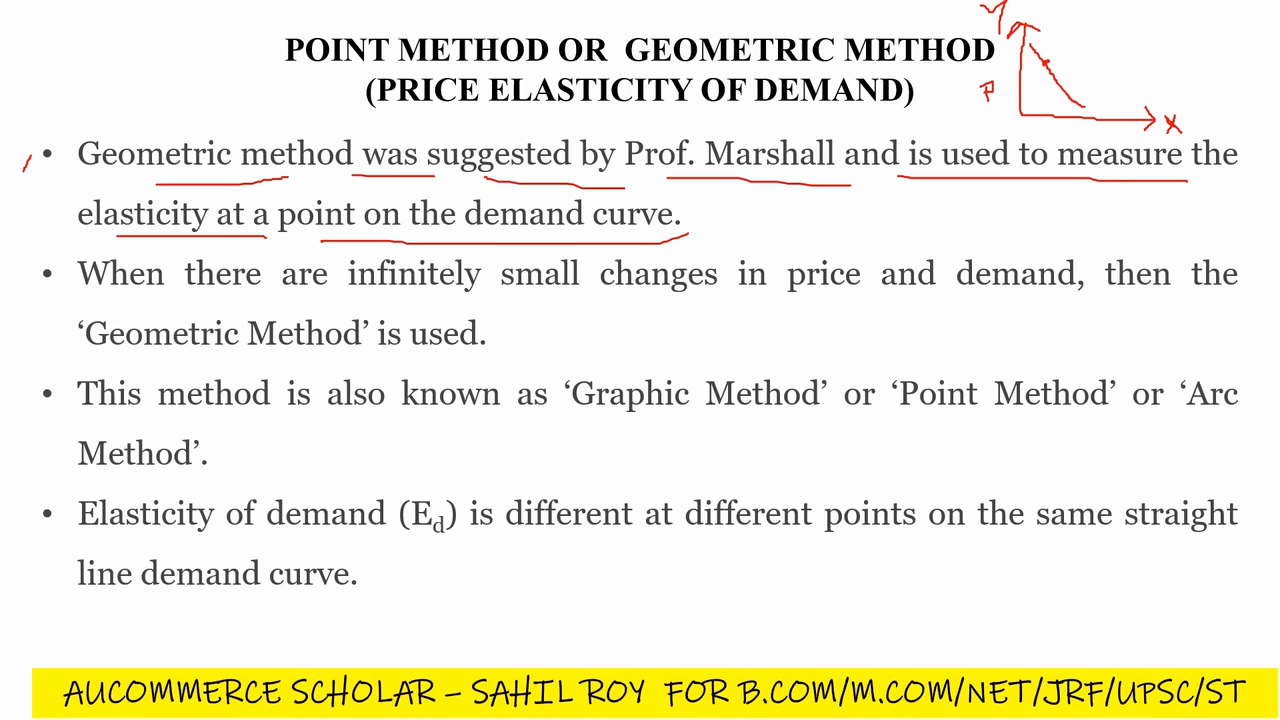 POINT METHOD OR GEOMETRIC METHOD
(PRICE ELASTICITY OF DEMAND)
Y
P
X
• Geometric method was suggested by Prof. Marshall and is used to measure the
elasticity at a point on the demand curve.
• When there are infinitely small changes in price and demand, then the
‘Geometric Method’ is used.
• This method is also known as ‘Graphic Method’ or ‘Point Method’ or ‘Arc
Method’.
• Elasticity of demand (Ed) is different at different points on the same straight
line demand curve.
AUCOMMERCE SCHOLAR – SAHIL ROY FOR B.COM/M.COM/NET/JRF/UPSC/ST